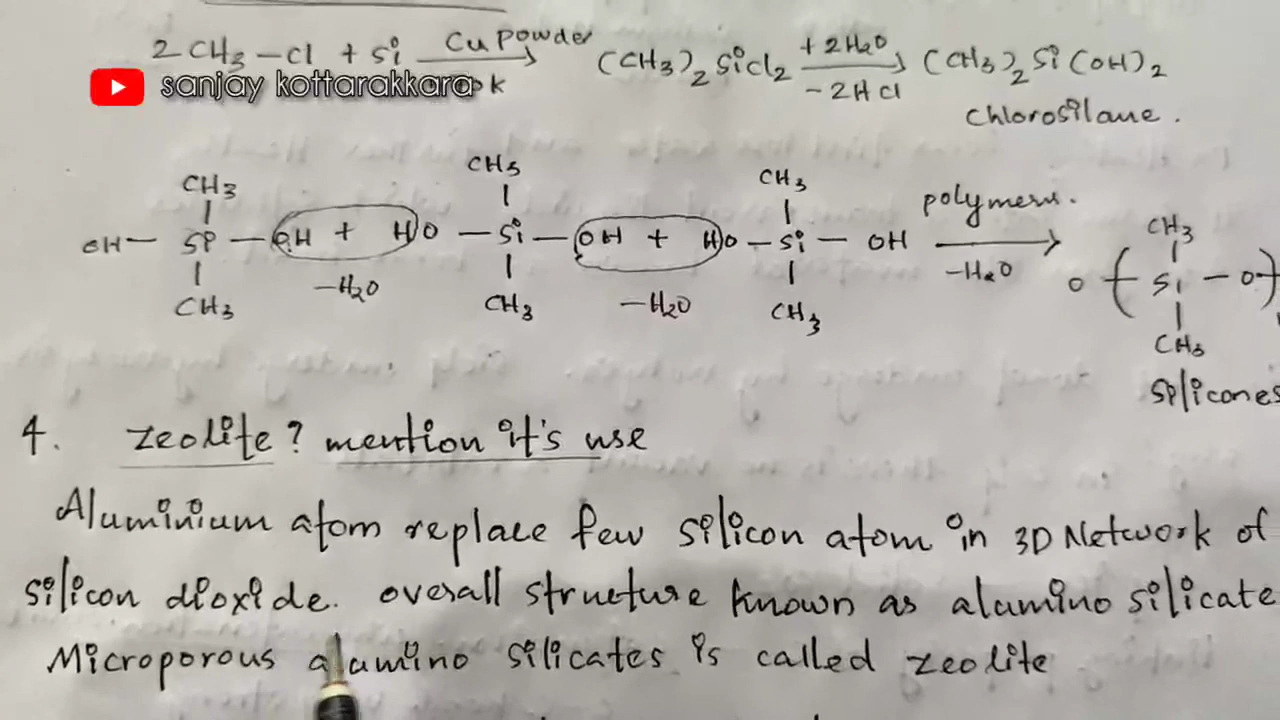 2 CH3 – Cl + Si —Cu Powder→ (CH3)2 SiCl2 +2H2O / –2HCl → (CH3)2 Si(OH)2
sanjay kottarakkara
K
Chlorosilane .
CH3 CH3 CH3
OH – Si – OH + HO – Si – OH + HO – Si – OH polymeris. –H2O → O ( Si – O )
–H2O –H2O
CH3 CH3 CH3
CH3
CH3
Silicones
4. Zeolite? mention it's use
Aluminium atom replace few silicon atom in 3D Network of
silicon dioxide. overall structure known as alumino silicate
Microporous alumino silicates is called zeolite